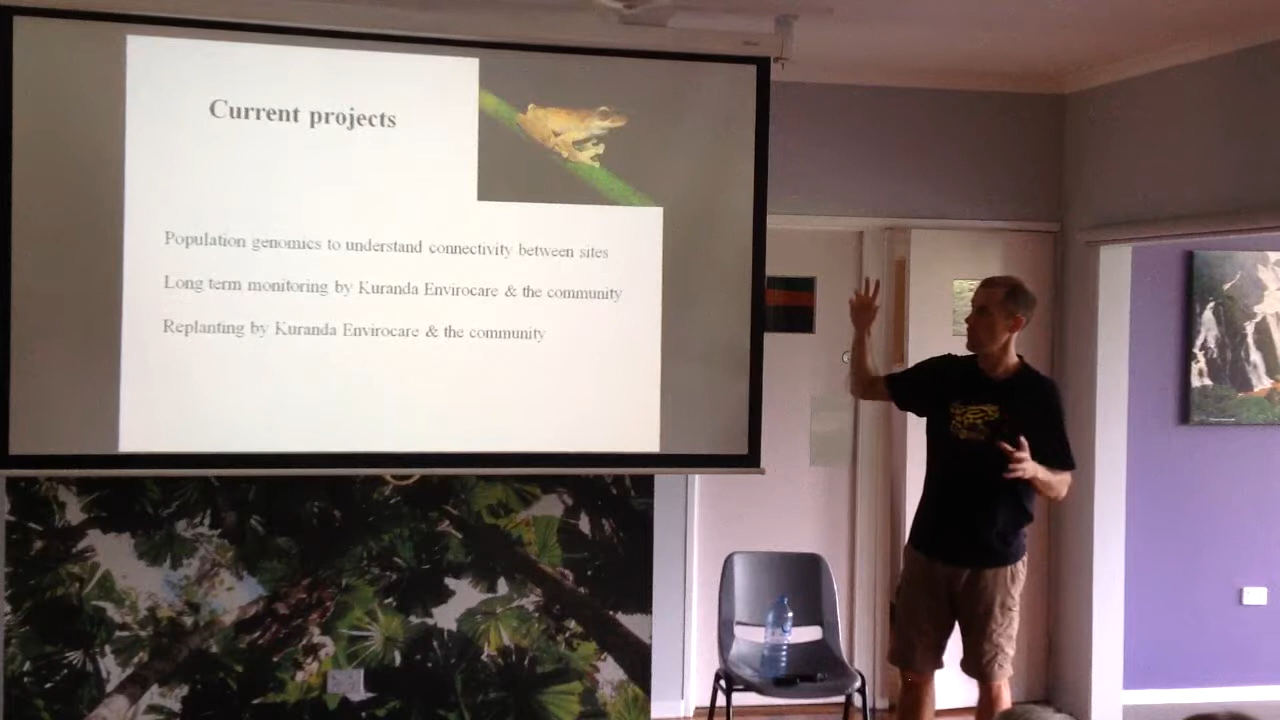 Current projects
Population genomics to understand connectivity between sites
Long term monitoring by Kuranda Envirocare & the community
Replanting by Kuranda Envirocare & the community